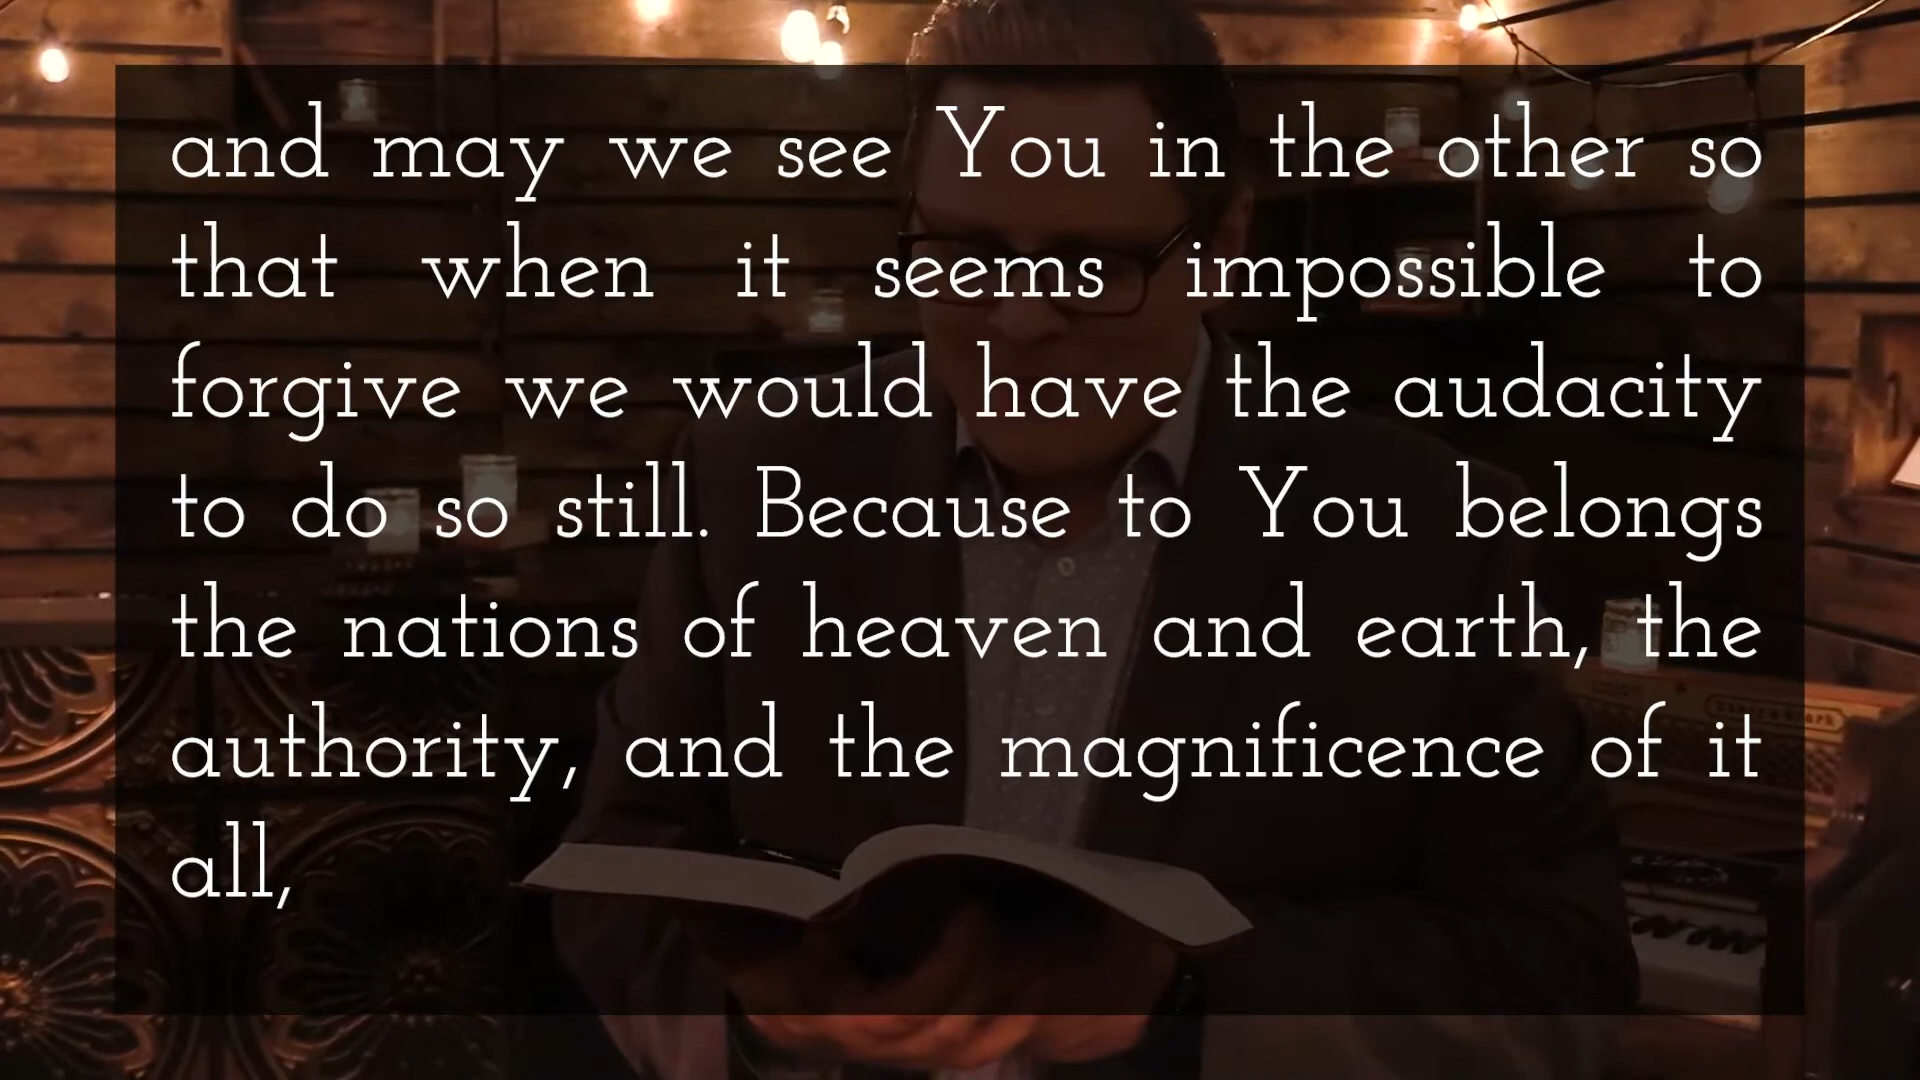 and may we see You in the other so
that when it seems impossible to
forgive we would have the audacity
to do so still. Because to You belongs
the nations of heaven and earth, the
authority, and the magnificence of it
all,